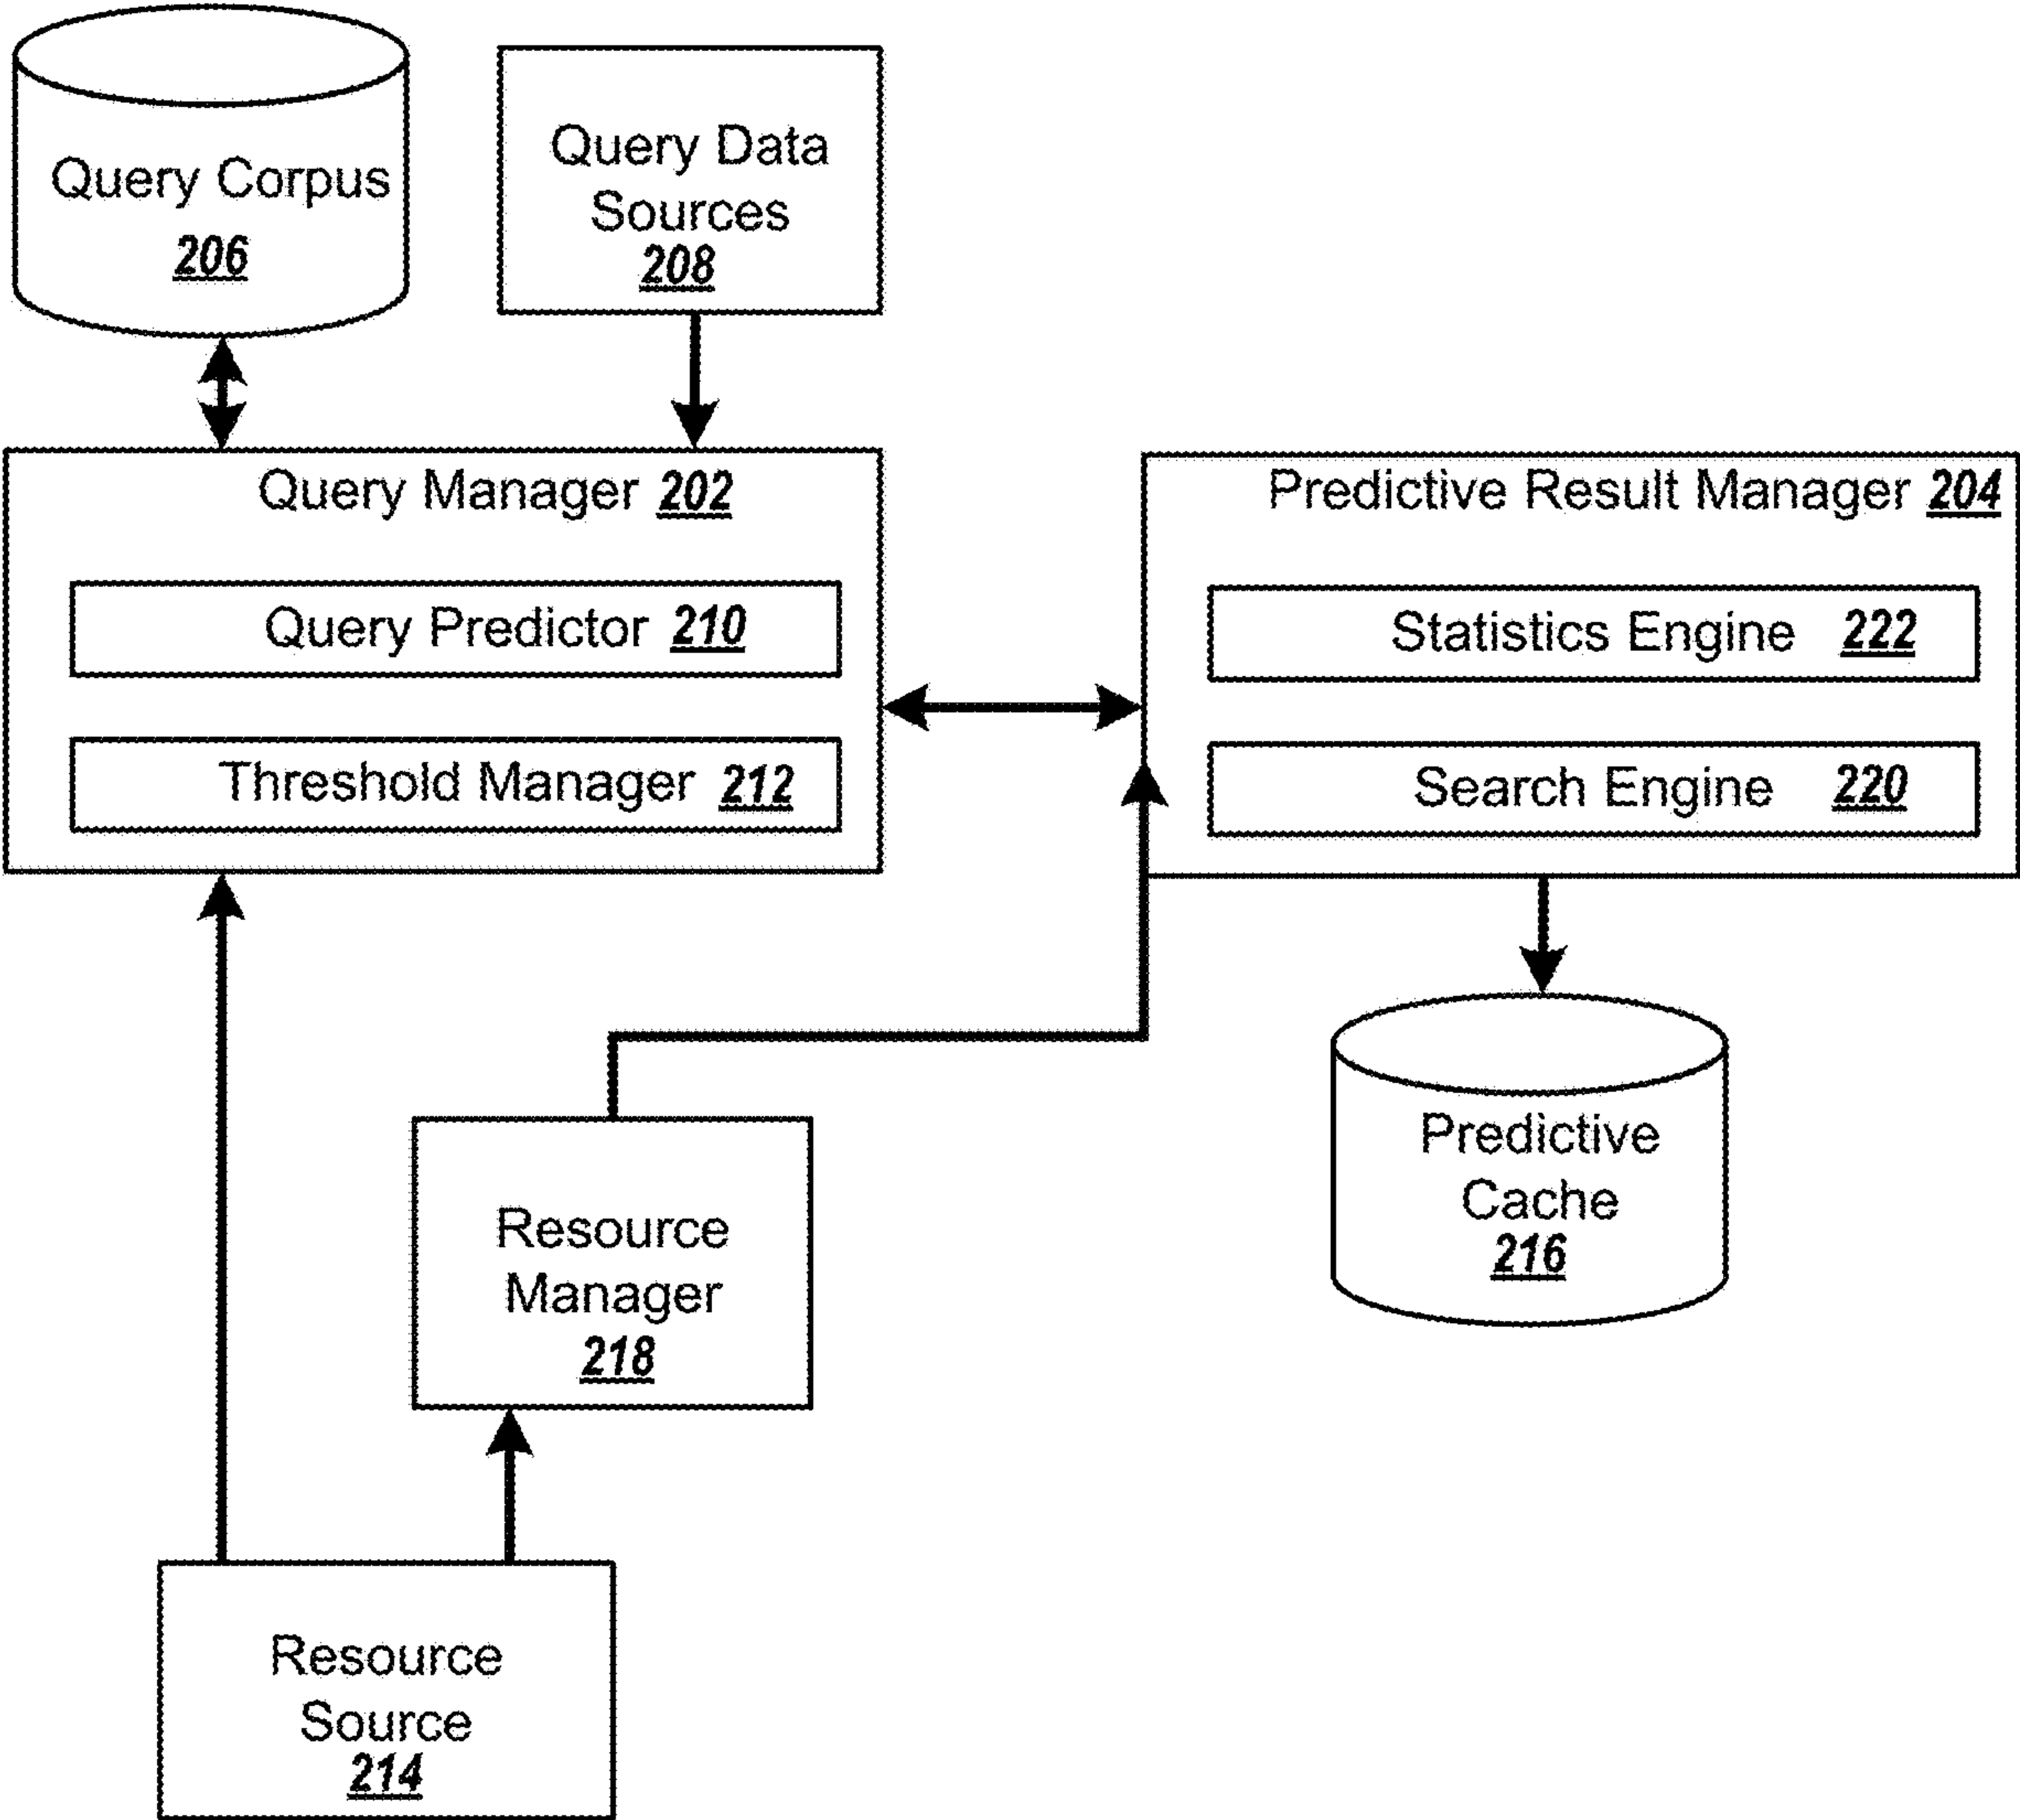 Query Corpus
206
Query Data
Sources
208
Query Manager 202
Query Predictor 210
Threshold Manager 212
Predictive Result Manager 204
Statistics Engine 222
Search Engine 220
Predictive
Cache
216
Resource
Manager
218
Resource
Source
214